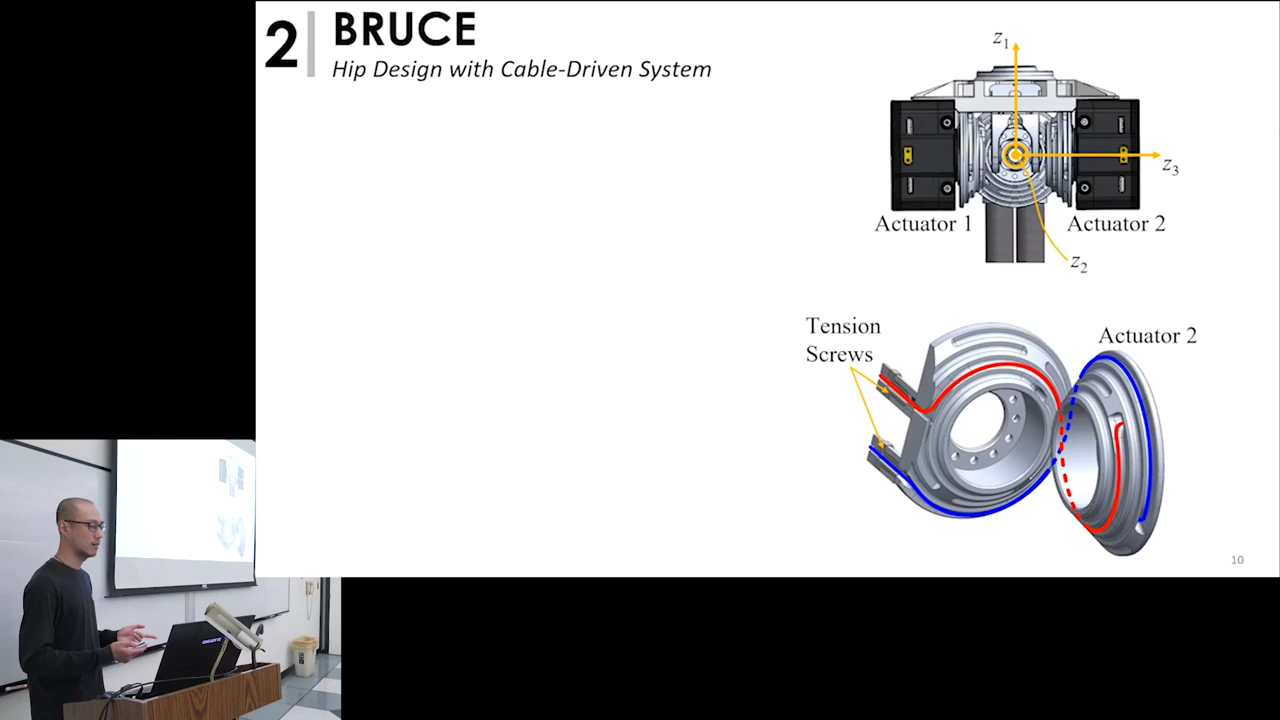 2
BRUCE
Hip Design with Cable-Driven System
z1
z3
Actuator 1
Actuator 2
z2
Tension
Screws
Actuator 2
10